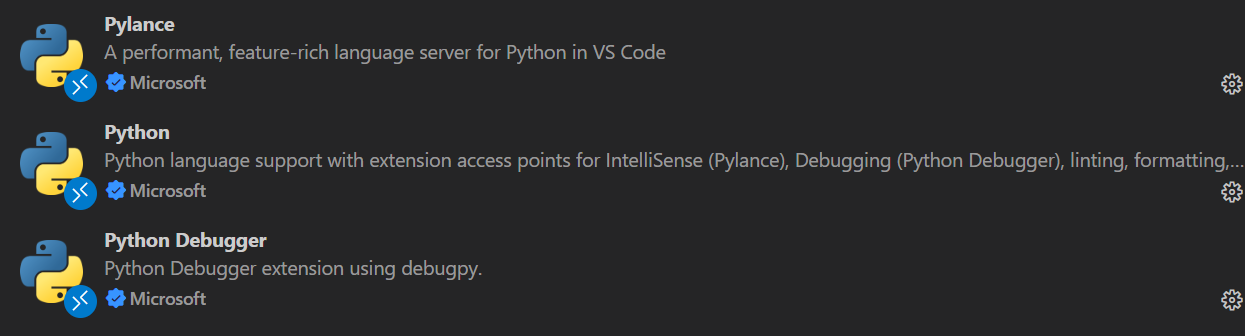 Pylance
A performant, feature-rich language server for Python in VS Code
Microsoft
Python
Python language support with extension access points for IntelliSense (Pylance), Debugging (Python Debugger), linting, formatting,...
Microsoft
Python Debugger
Python Debugger extension using debugpy.
Microsoft